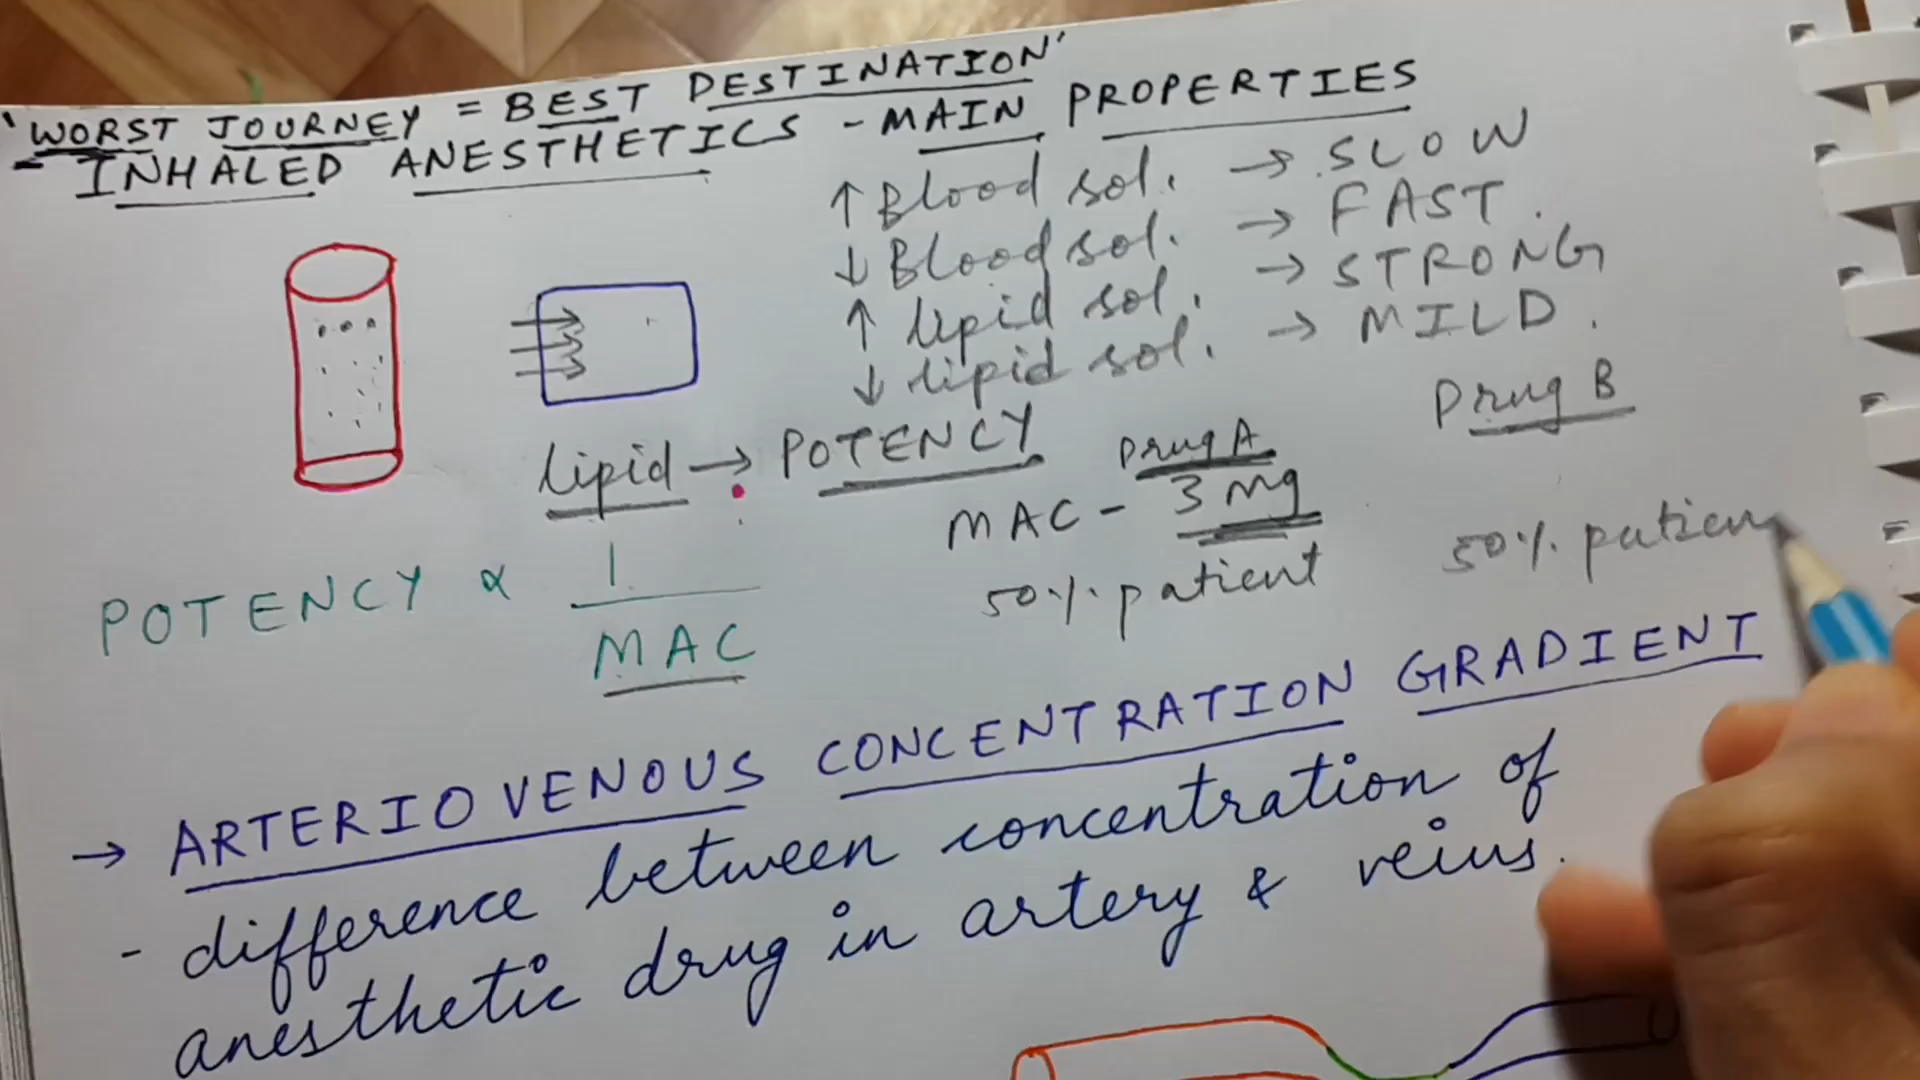 'WORST JOURNEY = BEST DESTINATION'
- INHALED ANESTHETICS - MAIN PROPERTIES
↑ Blood sol. → SLOW
↓ Blood sol. → FAST.
↑ lipid sol. → STRONG
↓ lipid sol. → MILD.
lipid → POTENCY
Drug A
Drug B
MAC - 3 mg
50% patient
50% patien
POTENCY ∝ 1 / MAC
→ ARTERIOVENOUS CONCENTRATION GRADIENT
- difference between concentration of
anesthetic drug in artery & veins.